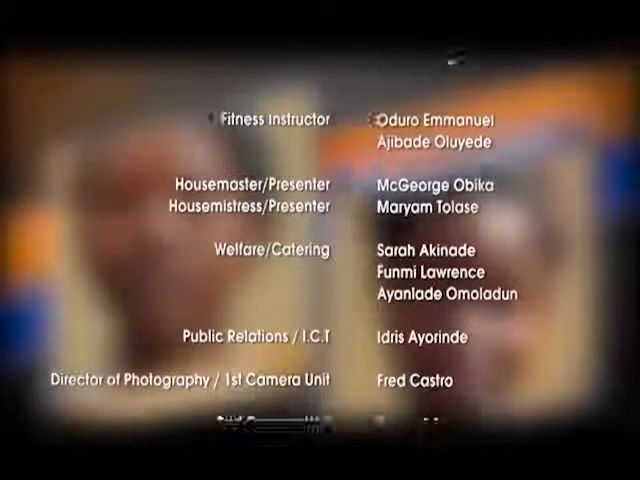 Fitness Instructor Oduro Emmanuel
Ajibade Oluyede
Housemaster/Presenter McGeorge Obika
Housemistress/Presenter Maryam Tolase
Welfare/Catering Sarah Akinade
Funmi Lawrence
Ayanlade Omoladun
Public Relations / I.C.T Idris Ayorinde
Director of Photography / 1st Camera Unit Fred Castro